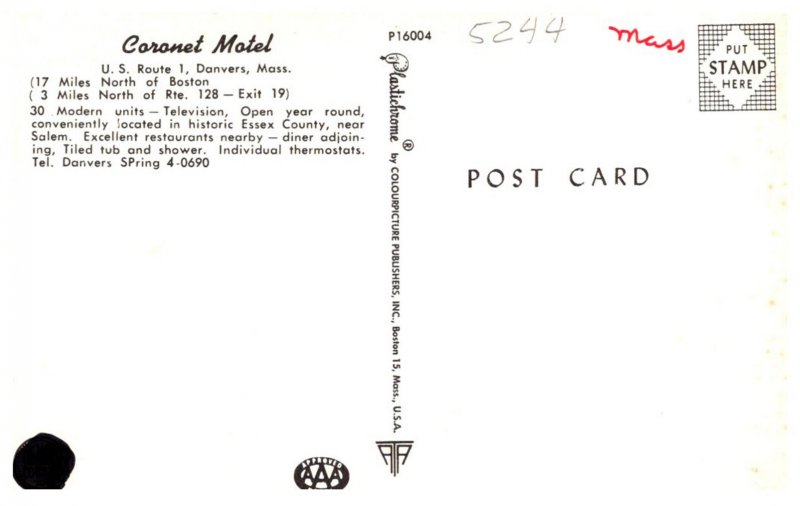 Coronet Motel
U. S. Route 1, Danvers, Mass.
(17 Miles North of Boston
( 3 Miles North of Rte. 128 — Exit 19)
30 Modern units — Television, Open year round,
conveniently located in historic Essex County, near
Salem. Excellent restaurants nearby — diner adjoin-
ing, Tiled tub and shower. Individual thermostats.
Tel. Danvers SPring 4-0690
P16004
Plastichrome ® by COLOURPICTURE PUBLISHERS, INC., Boston 15, Mass., U.S.A.
5244
Mass
PUT
STAMP
HERE
POST CARD
APPROVED
AAA